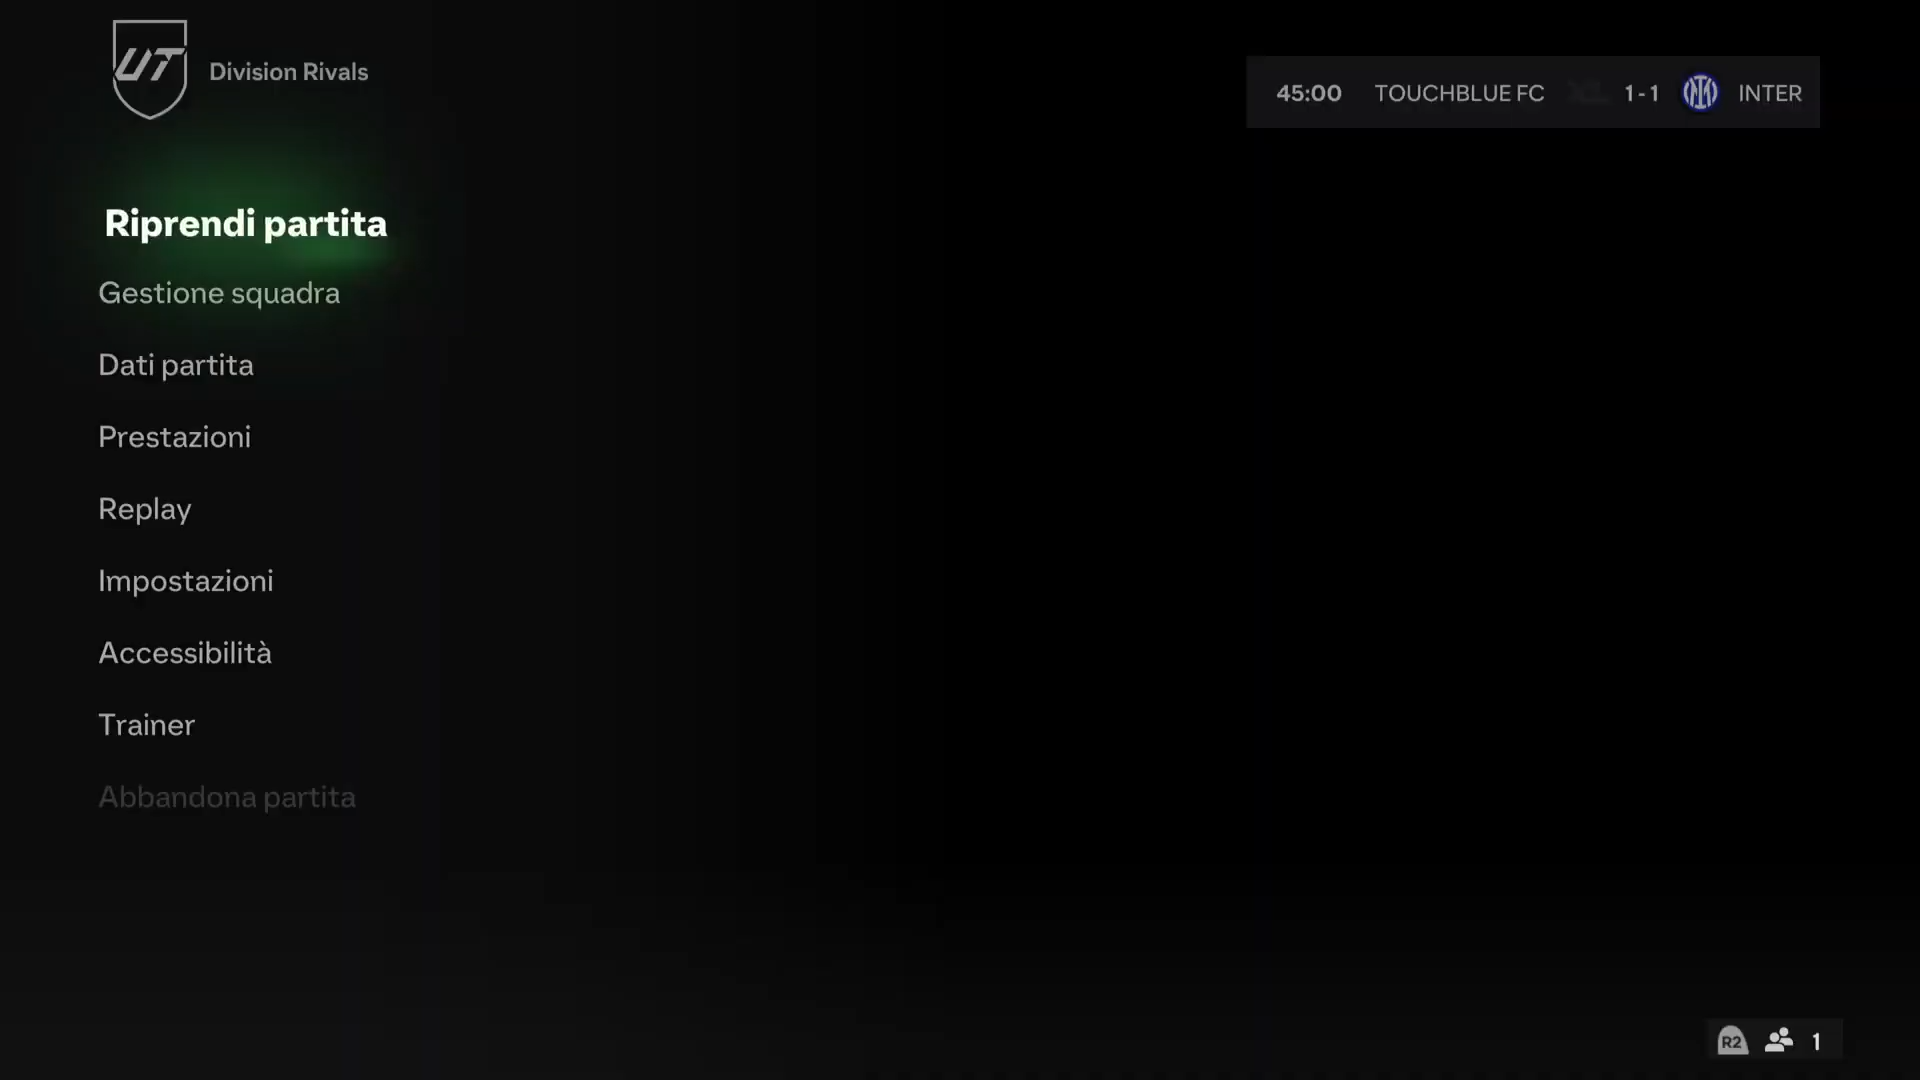 UT Division Rivals
45:00 TOUCHBLUE FC 1-1 INTER
Riprendi partita
Gestione squadra
Dati partita
Prestazioni
Replay
Impostazioni
Accessibilità
Trainer
Abbandona partita
R2 1